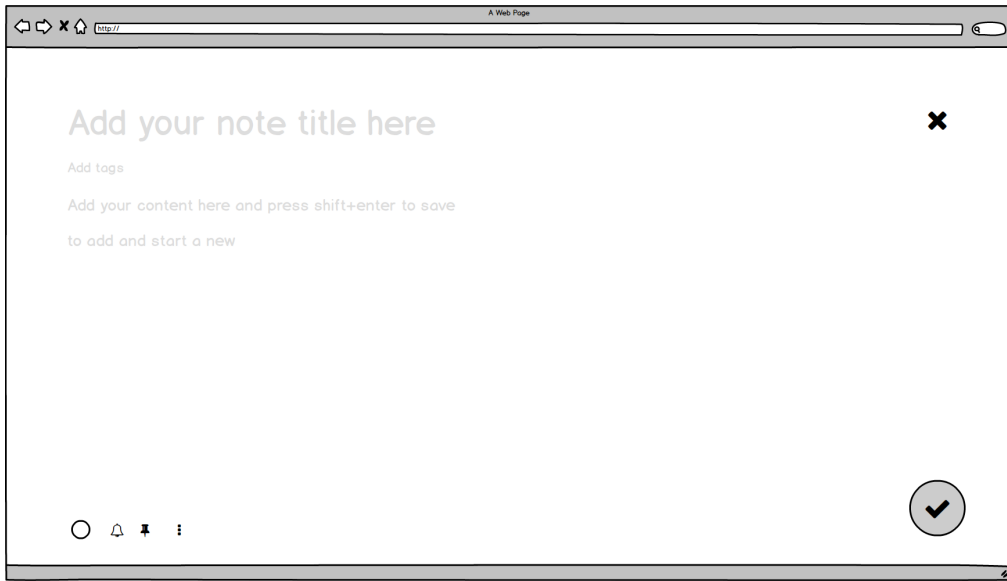 A Web Page
http://
Add your note title here
Add tags
Add your content here and press shift+enter to save
to add and start a new